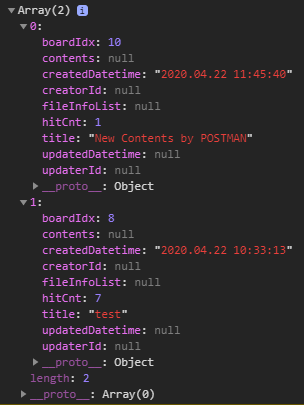 ▼Array(2) i
▼0:
boardIdx: 10
contents: null
createdDatetime: "2020.04.22 11:45:40"
creatorId: null
fileInfoList: null
hitCnt: 1
title: "New Contents by POSTMAN"
updatedDatetime: null
updaterId: null
▶__proto__: Object
▼1:
boardIdx: 8
contents: null
createdDatetime: "2020.04.22 10:33:13"
creatorId: null
fileInfoList: null
hitCnt: 7
title: "test"
updatedDatetime: null
updaterId: null
▶__proto__: Object
length: 2
▶__proto__: Array(0)